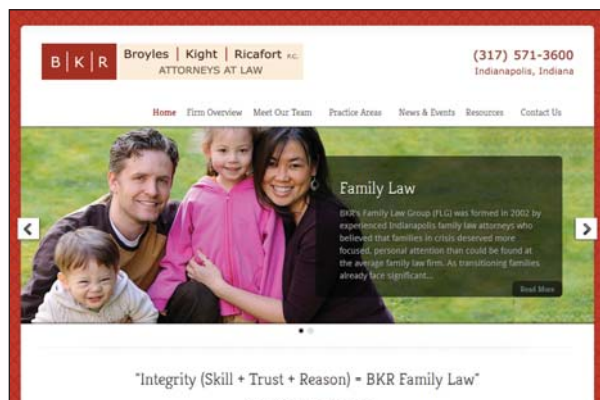 B | K | R
Broyles | Kight | Ricafort P.C.
ATTORNEYS AT LAW
(317) 571-3600
Indianapolis, Indiana
Home Firm Overview Meet Our Team Practice Areas News & Events Resources Contact Us
Family Law
BKR's Family Law Group (FLG) was formed in 2002 by
experienced Indianapolis family law attorneys who
believed that families in crisis deserved more
focused, personal attention than could be found at
the average family law firm. As transitioning families
already face significant...
Read More
"Integrity (Skill + Trust + Reason) = BKR Family Law"